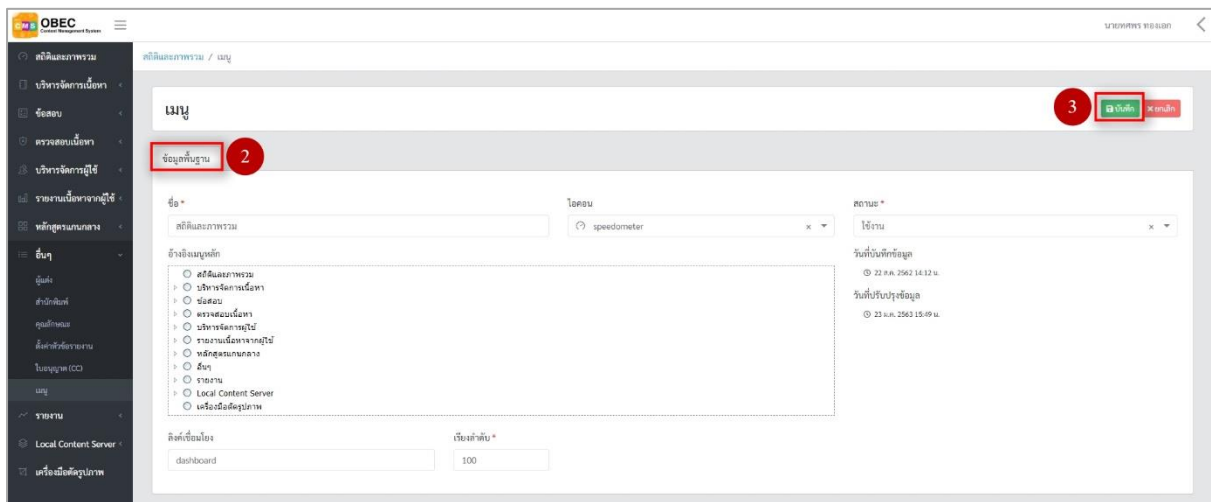 CMS OBEC
Content Management System
นายทศพร ทองเอก
สถิติและภาพรวม
บริหารจัดการเนื้อหา
ข้อสอบ
ตรวจสอบเนื้อหา
บริหารจัดการผู้ใช้
รายงานเนื้อหาจากผู้ใช้
หลักสูตรแกนกลาง
อื่นๆ
ผู้แต่ง
สำนักพิมพ์
คุณลักษณะ
ตั้งค่าหัวข้อรายงาน
ใบอนุญาต (CC)
เมนู
รายงาน
Local Content Server
เครื่องมือตัดรูปภาพ
สถิติและภาพรวม / เมนู
เมนู
3
บันทึก
ยกเลิก
ข้อมูลพื้นฐาน
2
ชื่อ *
ไอคอน
สถานะ *
สถิติและภาพรวม
speedometer x
ใช้งาน x
อ้างอิงเมนูหลัก
วันที่บันทึกข้อมูล
สถิติและภาพรวม
22 ส.ค. 2562 14:12 น.
บริหารจัดการเนื้อหา
ข้อสอบ
วันที่ปรับปรุงข้อมูล
ตรวจสอบเนื้อหา
23 เม.ย. 2563 15:49 น.
บริหารจัดการผู้ใช้
รายงานเนื้อหาจากผู้ใช้
หลักสูตรแกนกลาง
อื่นๆ
รายงาน
Local Content Server
เครื่องมือตัดรูปภาพ
ลิงค์เชื่อมโยง
เรียงลำดับ *
dashboard
100